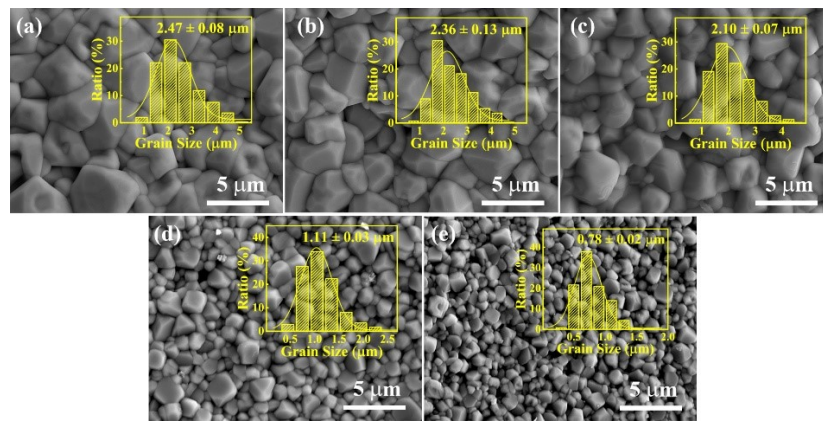 (a)
2.47 ± 0.08 μm
Ratio (%)
30
20
10
0
1 2 3 4 5
Grain Size (μm)
5 μm
(b)
2.36 ± 0.13 μm
Ratio (%)
30
20
10
0
1 2 3 4 5
Grain Size (μm)
5 μm
(c)
2.10 ± 0.07 μm
Ratio (%)
30
20
10
0
1 2 3 4
Grain Size (μm)
5 μm
(d)
1.11 ± 0.03 μm
Ratio (%)
40
30
20
10
0
0.5 1.0 1.5 2.0 2.5
Grain Size (μm)
5 μm
(e)
0.78 ± 0.02 μm
Ratio (%)
40
30
20
10
0
0.5 1.0 1.5 2.0
Grain Size (μm)
5 μm